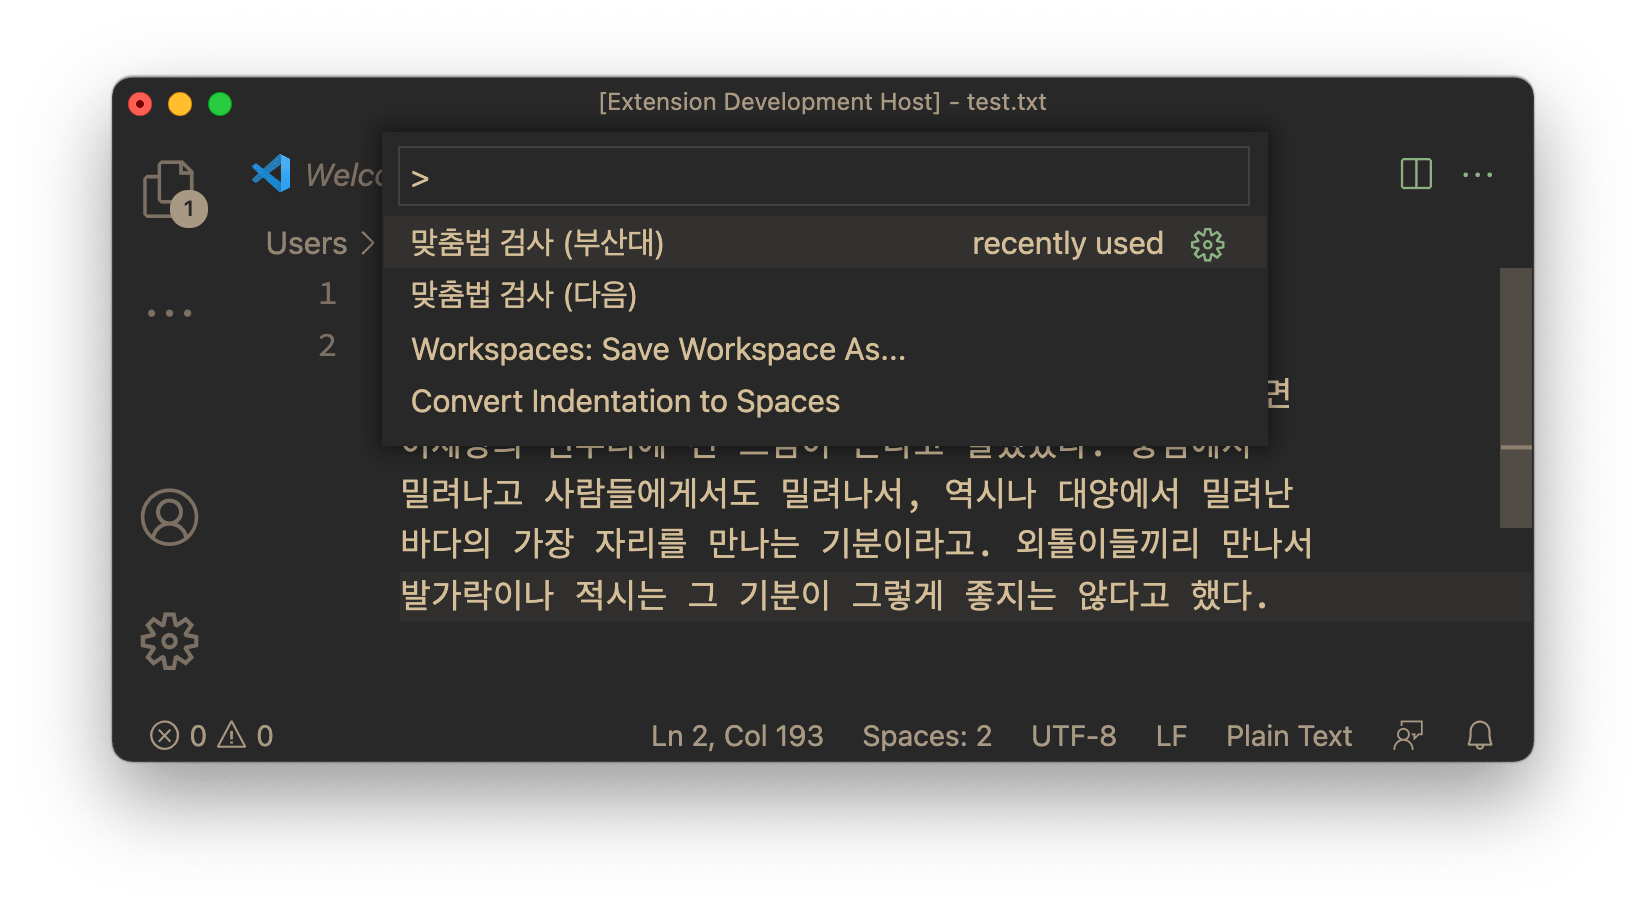 [Extension Development Host] - test.txt
Welco
>
1
Users >
맞춤법 검사 (부산대) recently used
맞춤법 검사 (다음)
Workspaces: Save Workspace As...
Convert Indentation to Spaces
1
2
면
밀려나고 사람들에게서도 밀려나서, 역시나 대양에서 밀려난
바다의 가장 자리를 만나는 기분이라고. 외톨이들끼리 만나서
발가락이나 적시는 그 기분이 그렇게 좋지는 않다고 했다.
0 0 Ln 2, Col 193 Spaces: 2 UTF-8 LF Plain Text